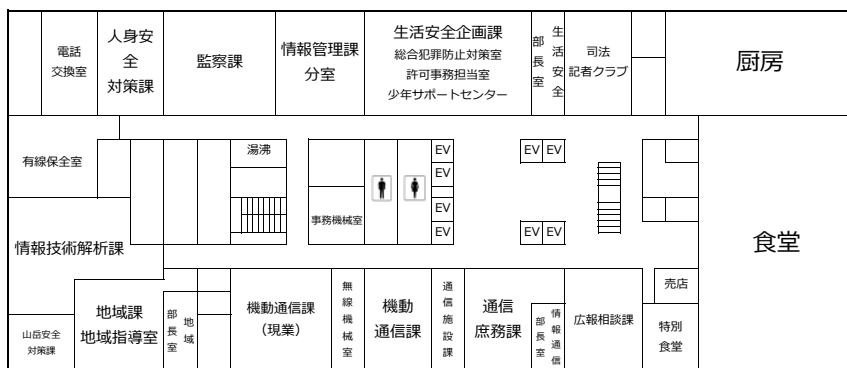 電話
交換室
人身安
全
対策課
監察課
情報管理課
分室
生活安全企画課
総合犯罪防止対策室
許可事務担当室
少年サポートセンター
生活安全
部長室
司法
記者クラブ
厨房
有線保全室
湯沸
事務機械室
EV
EV
EV
EV
EV EV
EV EV
情報技術解析課
食堂
山岳安全
対策課
地域課
地域指導室
地域
部長室
機動通信課
（現業）
無線機械室
機動
通信課
通信施設課
通信
庶務課
情報通信
部長室
広報相談課
売店
特別
食堂